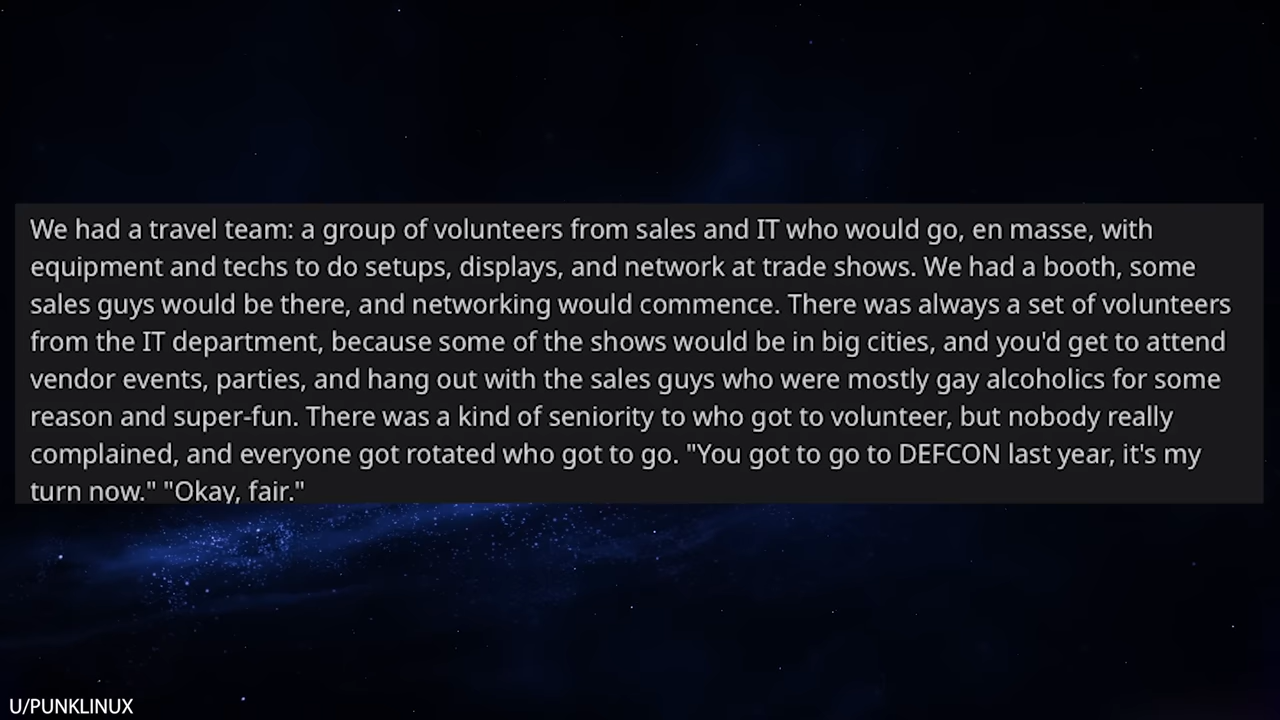 We had a travel team: a group of volunteers from sales and IT who would go, en masse, with
equipment and techs to do setups, displays, and network at trade shows. We had a booth, some
sales guys would be there, and networking would commence. There was always a set of volunteers
from the IT department, because some of the shows would be in big cities, and you'd get to attend
vendor events, parties, and hang out with the sales guys who were mostly gay alcoholics for some
reason and super-fun. There was a kind of seniority to who got to volunteer, but nobody really
complained, and everyone got rotated who got to go. "You got to go to DEFCON last year, it's my
turn now." "Okay, fair."
U/PUNKLINUX